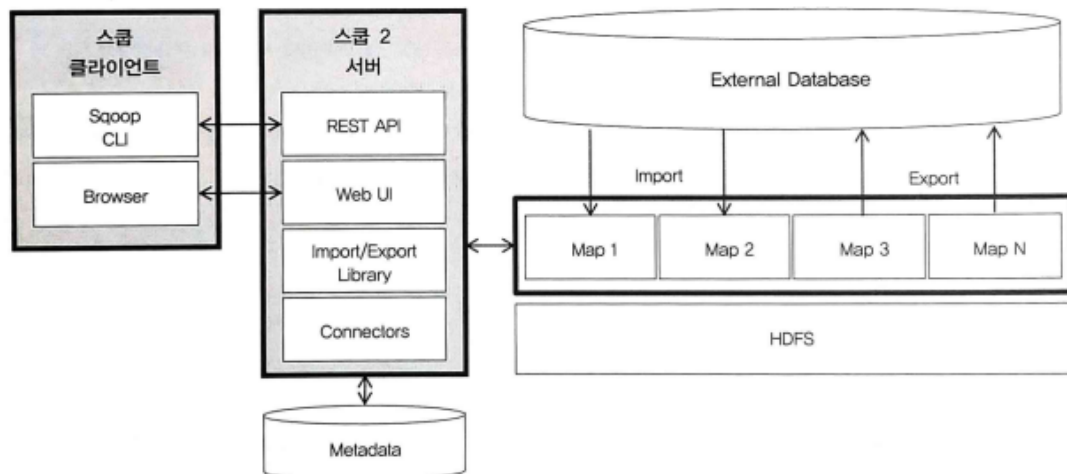 스쿱
클라이언트
Sqoop
CLI
Browser
스쿱 2
서버
REST API
Web UI
Import/Export
Library
Connectors
Metadata
External Database
Import
Export
Map 1
Map 2
Map 3
Map N
HDFS